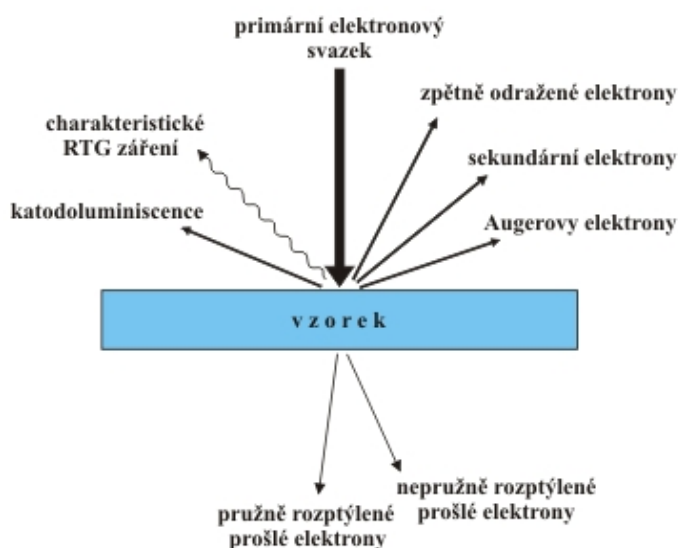 primární elektronový
svazek
zpětně odražené elektrony
charakteristické
RTG záření
sekundární elektrony
katodoluminiscence
Augerovy elektrony
vzorek
nepružně rozptýlené
prošlé elektrony
pružně rozptýlené
prošlé elektrony